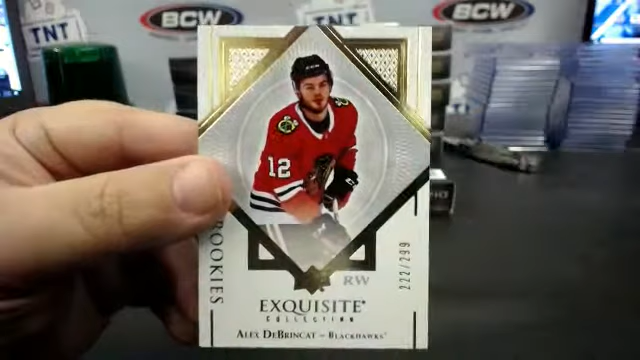 BCW
BCW
TNT
TNT
12
ROOKIES
222/299
RW
EXQUISITE
COLLECTION
ALEX DEBRINCAT – BLACKHAWKS